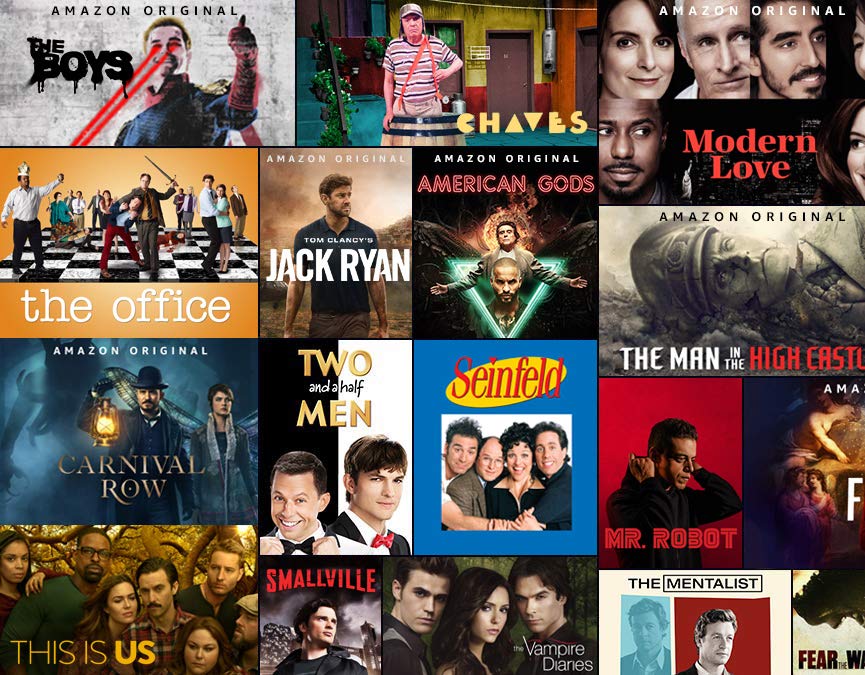 AMAZON ORIGINAL
THE
BOYS
CHAVES
AMAZON ORIGINAL
Modern
Love
the office
AMAZON ORIGINAL
TOM CLANCY'S
JACK RYAN
AMAZON ORIGINAL
AMERICAN GODS
AMAZON ORIGINAL
THE MAN IN THE HIGH CASTL
AMAZON ORIGINAL
CARNIVAL
ROW
TWO
and a half
MEN
Seinfeld
MR. ROBOT
AMA
F
THIS IS US
SMALLVILLE
the Vampire
Diaries
THE MENTALIST
FEAR THE WA